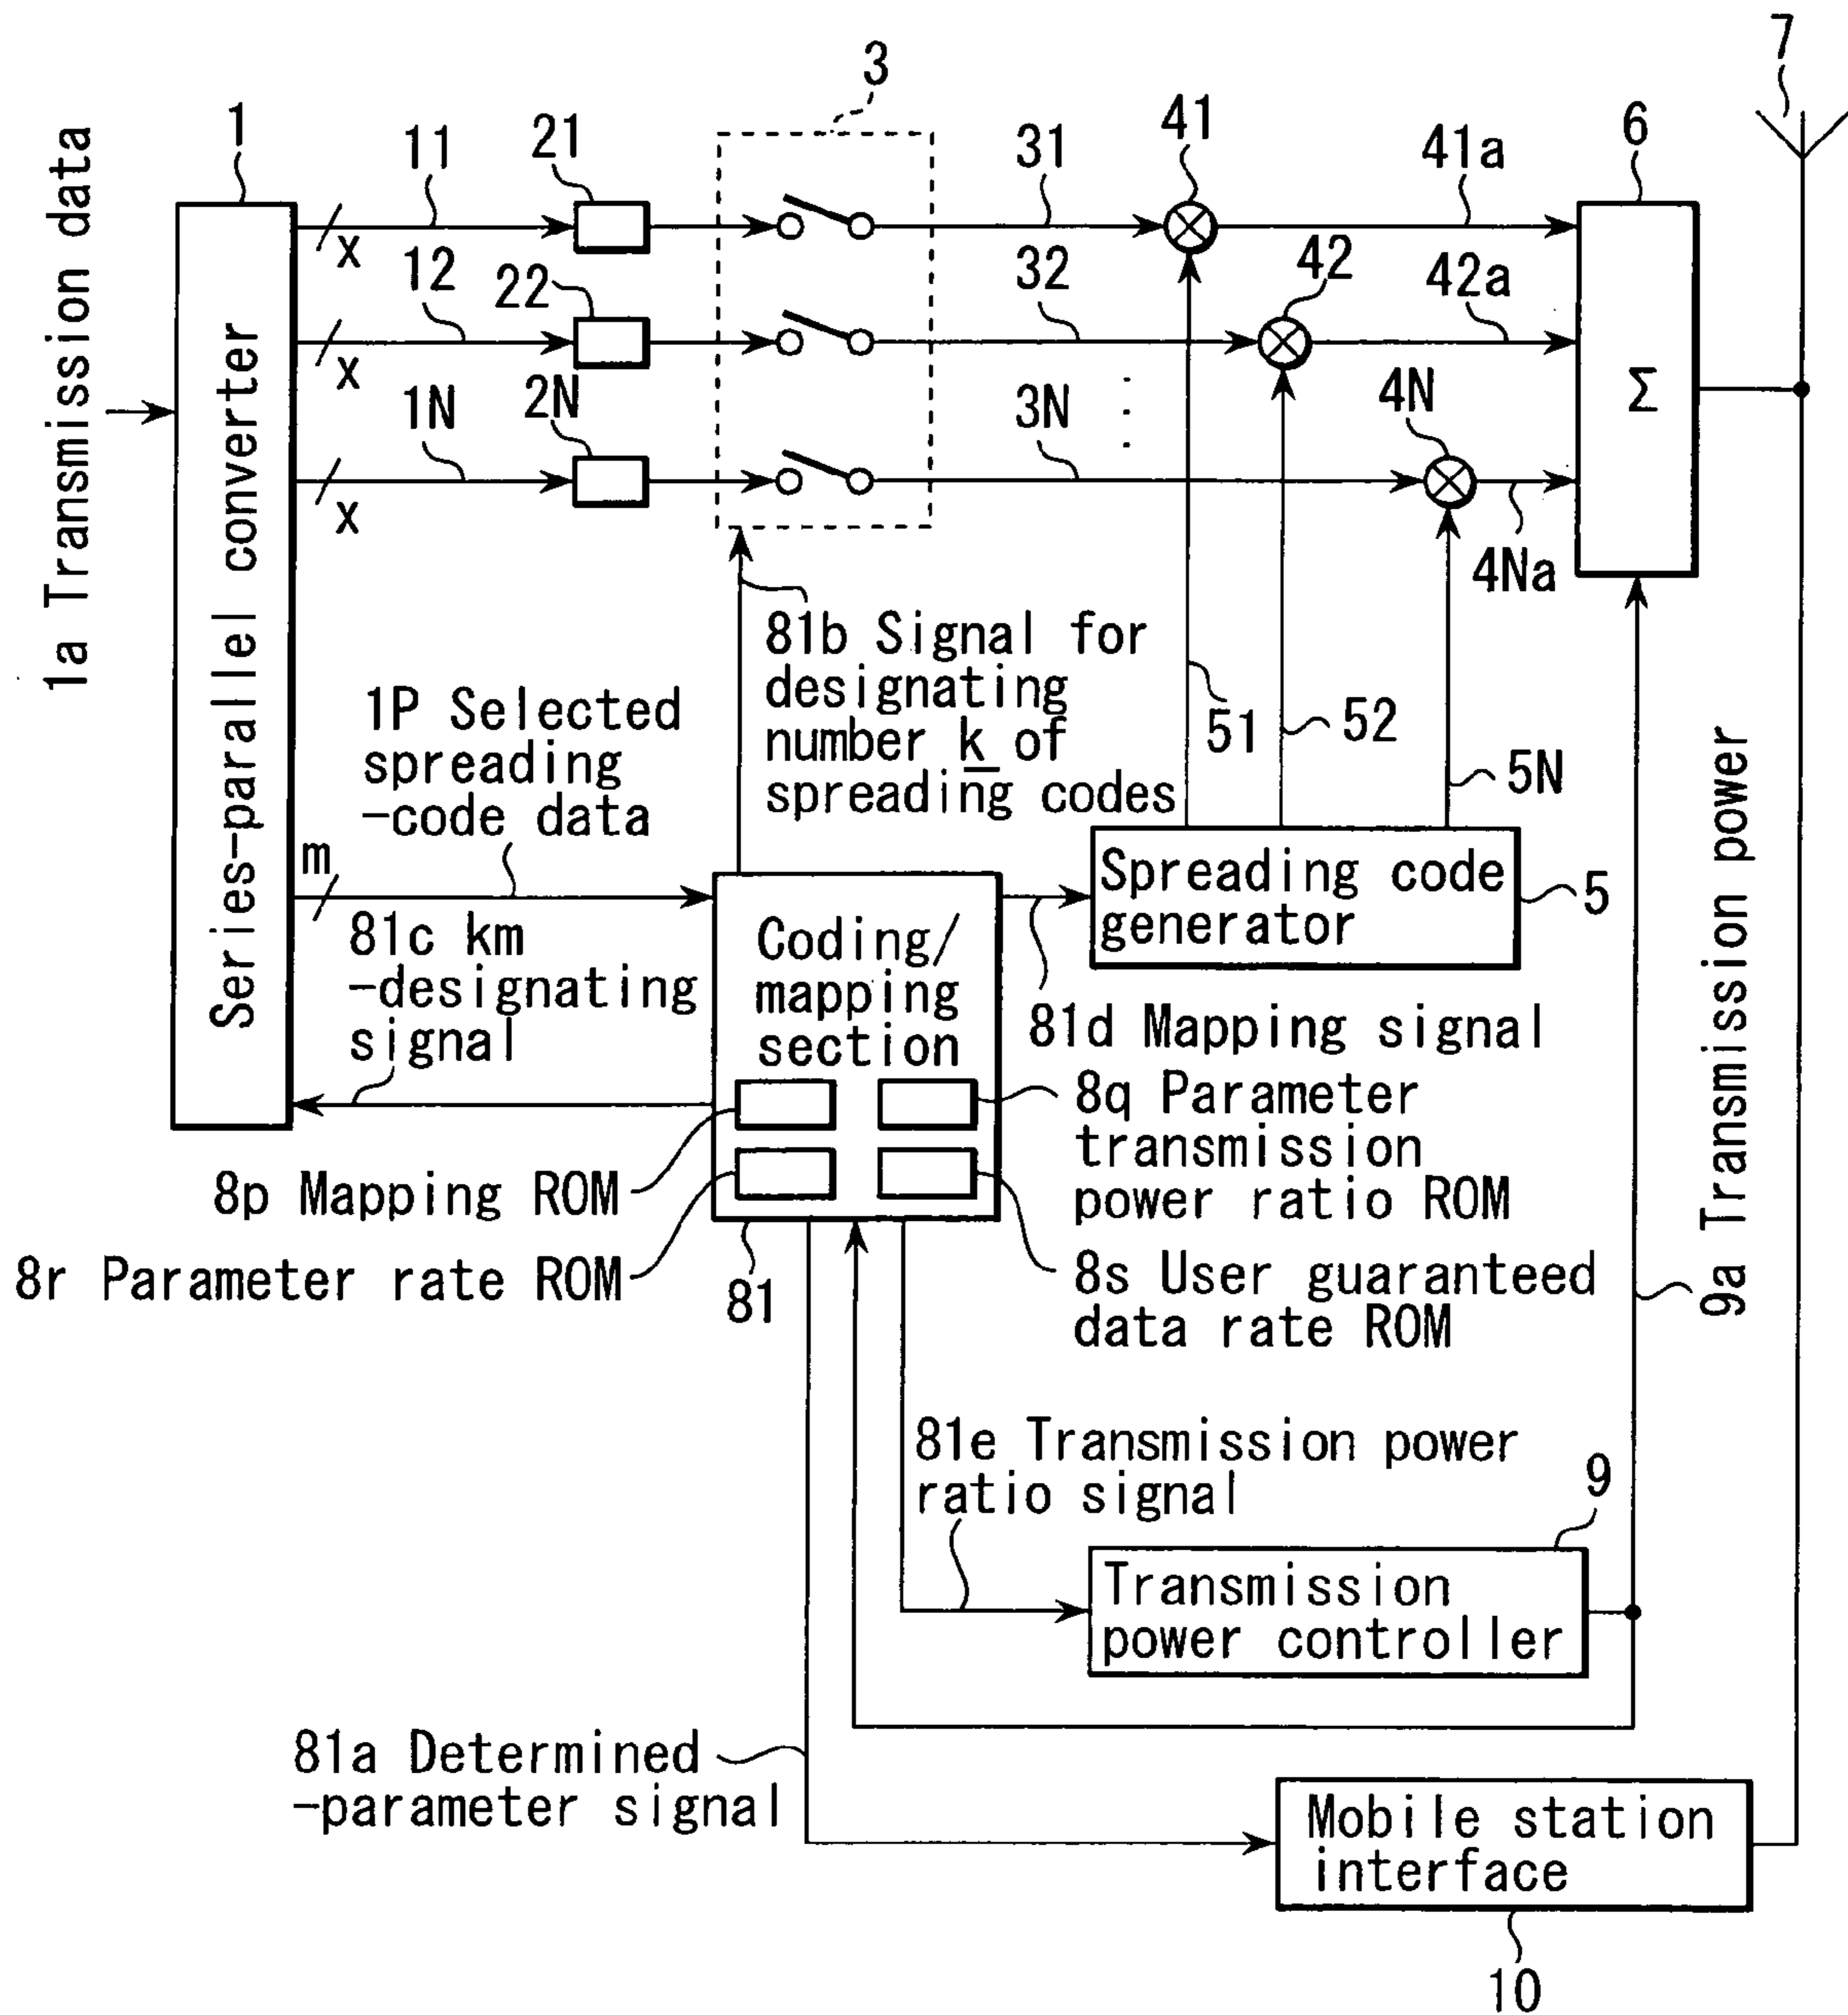 7
3
1
11
21
31
41
41a
6
x
12
22
32
42
42a
x
1N
2N
3N
4N
Σ
x
4Na
1a Transmission data
Series-parallel converter
81b Signal for
designating
number k of
spreading codes
51
52
5N
1P Selected
spreading
-code data
m
Spreading code
generator
5
81c km
-designating
signal
Coding/
mapping
section
81d Mapping signal
9a Transmission power
8q Parameter
transmission
power ratio ROM
8p Mapping ROM
8r Parameter rate ROM
81
8s User guaranteed
data rate ROM
81e Transmission power
ratio signal
9
Transmission
power controller
81a Determined
-parameter signal
Mobile station
interface
10